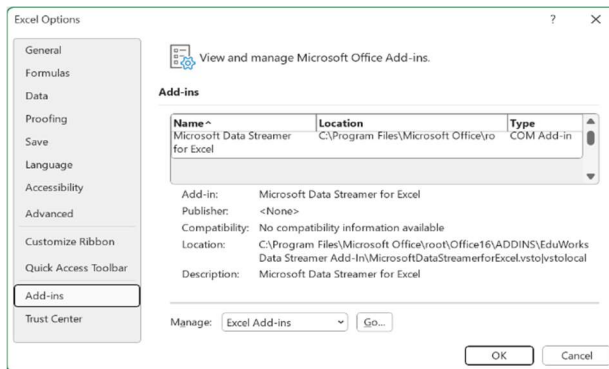 Excel Options ? ×
General
Formulas
Data
Proofing
Save
Language
Accessibility
Advanced
Customize Ribbon
Quick Access Toolbar
Add-ins
Trust Center
View and manage Microsoft Office Add-ins.
Add-ins
Name Location Type
Microsoft Data Streamer C:\Program Files\Microsoft Office\ro COM Add-in
for Excel
Add-in: Microsoft Data Streamer for Excel
Publisher: <None>
Compatibility: No compatibility information available
Location: C:\Program Files\Microsoft Office\root\Office16\ADDINS\EduWorks
Data Streamer Add-In\MicrosoftDataStreamerforExcel.vsto|vstolocal
Description: Microsoft Data Streamer for Excel
Manage: Excel Add-ins Go...
OK Cancel